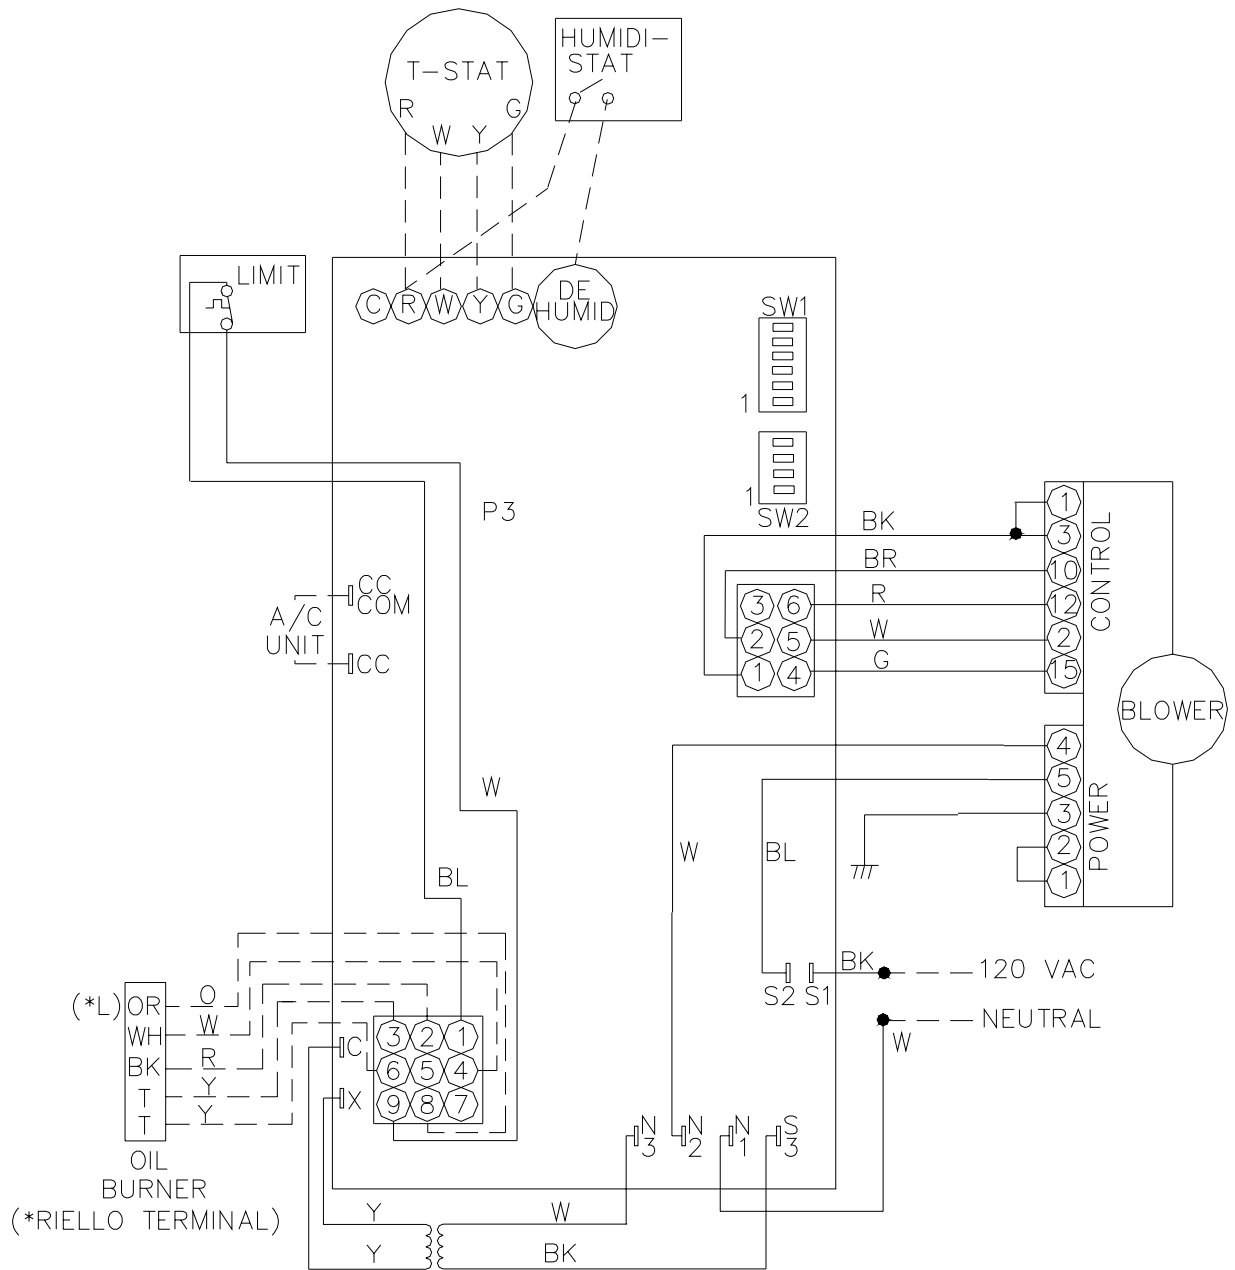 HUMIDI-
STAT
T-STAT
R G
W Y
LIMIT
C R W Y G
DE
HUMID
SW1
1
1
SW2
P3
BK
BR
R
W
G
1
3
10
12
2
15
CONTROL
3 6
2 5
1 4
CC
COM
A/C
UNIT
CC
BLOWER
4
5
3
2
1
POWER
W
W
BL
BL
BK
120 VAC
S2 S1
NEUTRAL
W
(*L)
OR
WH
BK
T
T
O
W
R
Y
Y
C
X
3 2 1
6 5 4
9 8 7
N
3
N
2
N
1
S
3
OIL
BURNER
(*RIELLO TERMINAL)
Y
W
Y
BK